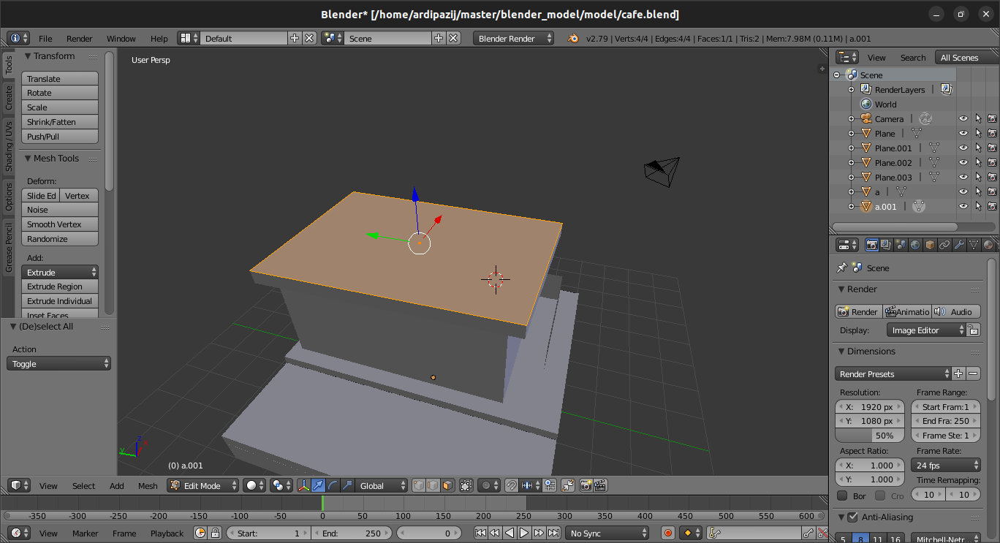 Blender* [/home/ardipazij/master/blender_model/model/cafe.blend]
File Render Window Help Default Scene Blender Render v2.79 | Verts:4/4 | Edges:4/4 | Faces:1/1 | Tris:2 | Mem:7.98M (0.11M) | a.001
Tools
Create
Shading / UVs
Options
Grease Pencil
Transform
Translate
Rotate
Scale
Shrink/Fatten
Push/Pull
Mesh Tools
Deform:
Slide Ed Vertex
Noise
Smooth Vertex
Randomize
Add:
Extrude
Extrude Region
Extrude Individual
Inset Faces
(De)select All
Action
Toggle
User Persp
z
x
y
(0) a.001
View Select Add Mesh Edit Mode Global
-350 -300 -250 -200 -150 -100 -50 0 50 100 150 200 250 300 350 400 450 500 550 600
View Marker Frame Playback Start: 1 End: 250 0 No Sync
View Search All Scenes
Scene
RenderLayers |
World
Camera |
Plane |
Plane.001 |
Plane.002 |
Plane.003 |
a |
a.001 |
Scene
Render
Render Animatio Audio
Display: Image Editor
Dimensions
Render Presets
Resolution: Frame Range:
X: 1920 px Start Fram:1
Y: 1080 px End Fra: 250
50% Frame Ste: 1
Aspect Ratio: Frame Rate:
X: 1.000 24 fps
Y: 1.000 Time Remapping:
Bor Cro 10 10
Anti-Aliasing
5 8 11 16 Mitchell-Netr...